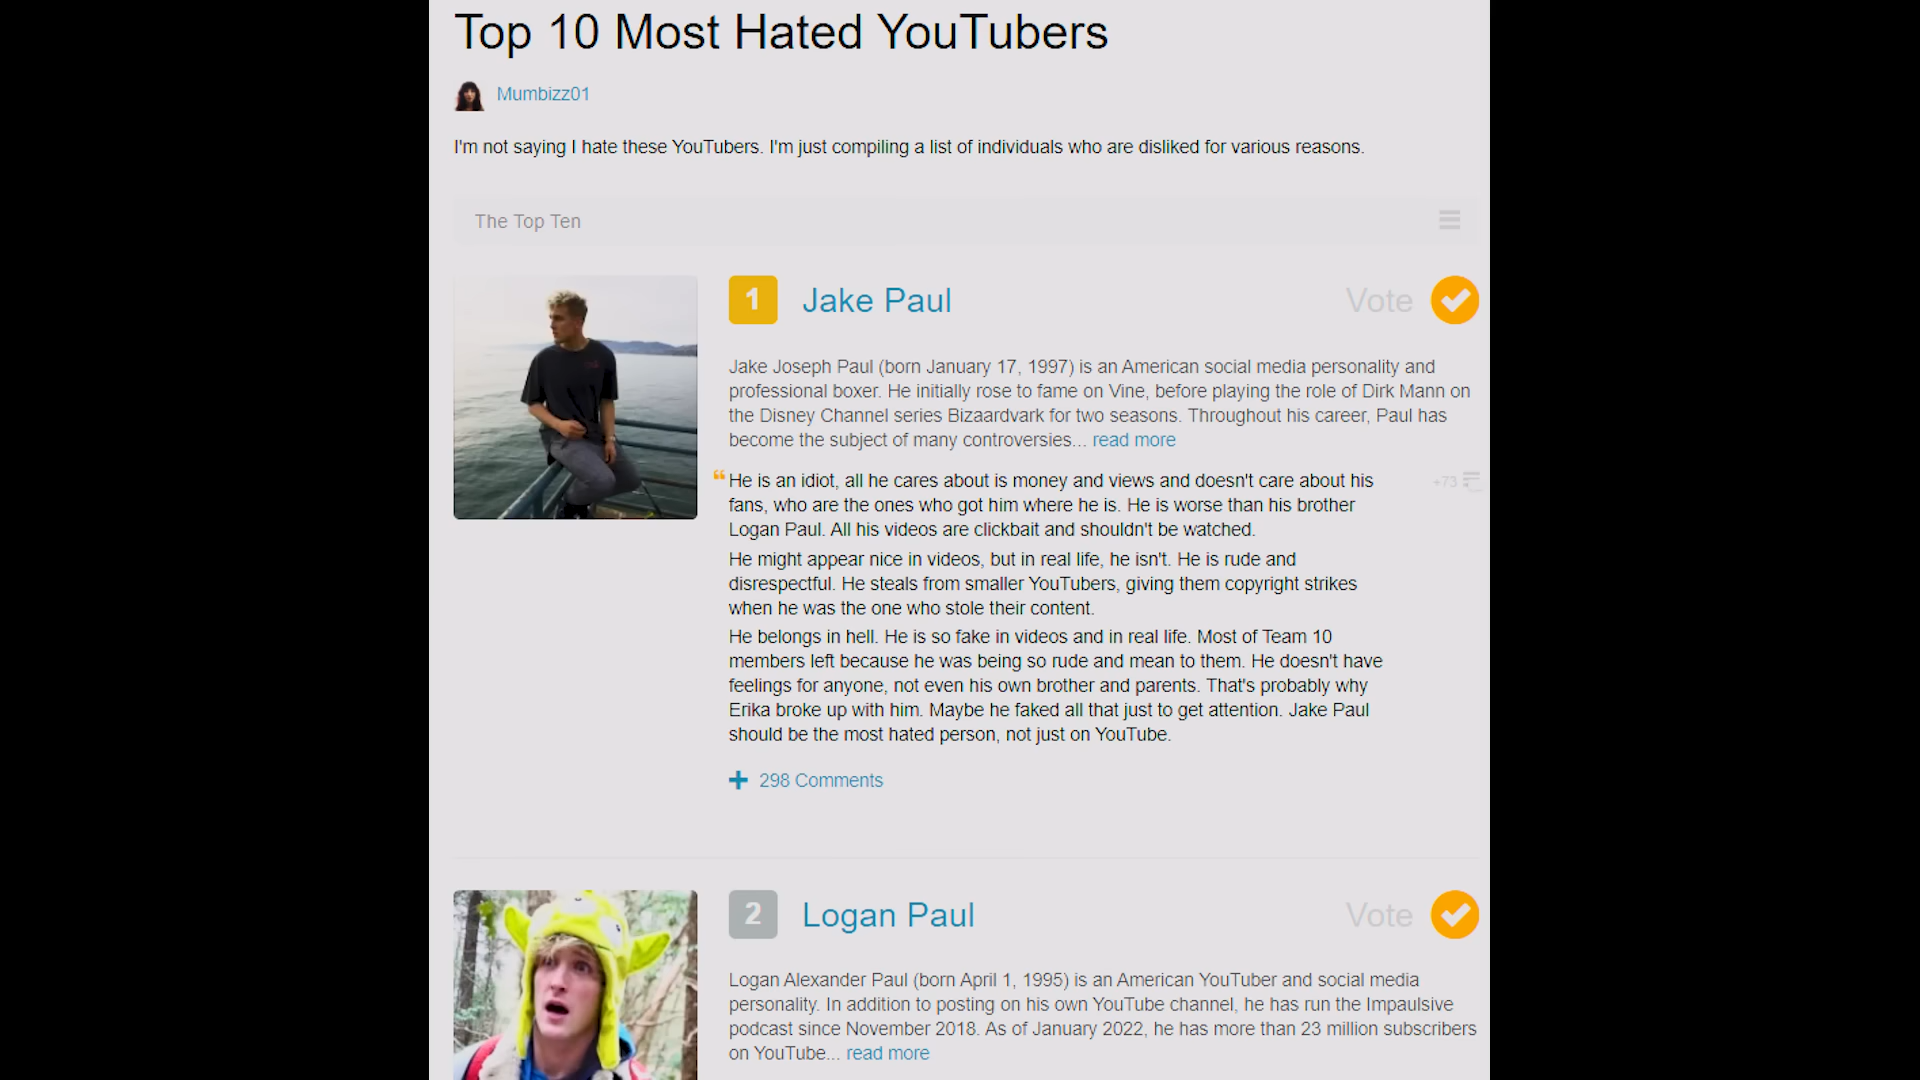 Top 10 Most Hated YouTubers
Mumbizz01
I'm not saying I hate these YouTubers. I'm just compiling a list of individuals who are disliked for various reasons.
The Top Ten
1 Jake Paul Vote
Jake Joseph Paul (born January 17, 1997) is an American social media personality and
professional boxer. He initially rose to fame on Vine, before playing the role of Dirk Mann on
the Disney Channel series Bizaardvark for two seasons. Throughout his career, Paul has
become the subject of many controversies... read more
“ He is an idiot, all he cares about is money and views and doesn't care about his +73
fans, who are the ones who got him where he is. He is worse than his brother
Logan Paul. All his videos are clickbait and shouldn't be watched.
He might appear nice in videos, but in real life, he isn't. He is rude and
disrespectful. He steals from smaller YouTubers, giving them copyright strikes
when he was the one who stole their content.
He belongs in hell. He is so fake in videos and in real life. Most of Team 10
members left because he was being so rude and mean to them. He doesn't have
feelings for anyone, not even his own brother and parents. That's probably why
Erika broke up with him. Maybe he faked all that just to get attention. Jake Paul
should be the most hated person, not just on YouTube.
+ 298 Comments
2 Logan Paul Vote
Logan Alexander Paul (born April 1, 1995) is an American YouTuber and social media
personality. In addition to posting on his own YouTube channel, he has run the Impaulsive
podcast since November 2018. As of January 2022, he has more than 23 million subscribers
on YouTube... read more